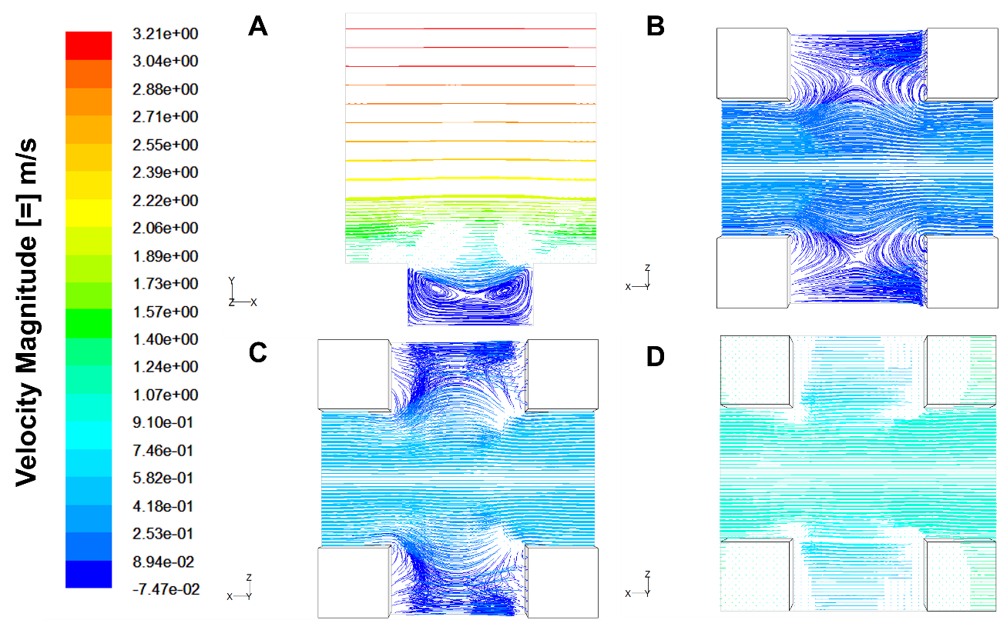 Velocity Magnitude [=] m/s
3.21e+00
3.04e+00
2.88e+00
2.71e+00
2.55e+00
2.39e+00
2.22e+00
2.06e+00
1.89e+00
1.73e+00
1.57e+00
1.40e+00
1.24e+00
1.07e+00
9.10e-01
7.46e-01
5.82e-01
4.18e-01
2.53e-01
8.94e-02
-7.47e-02
A
Y
Z X
B
Z
X Y
C
Z
X Y
D
Z
X Y